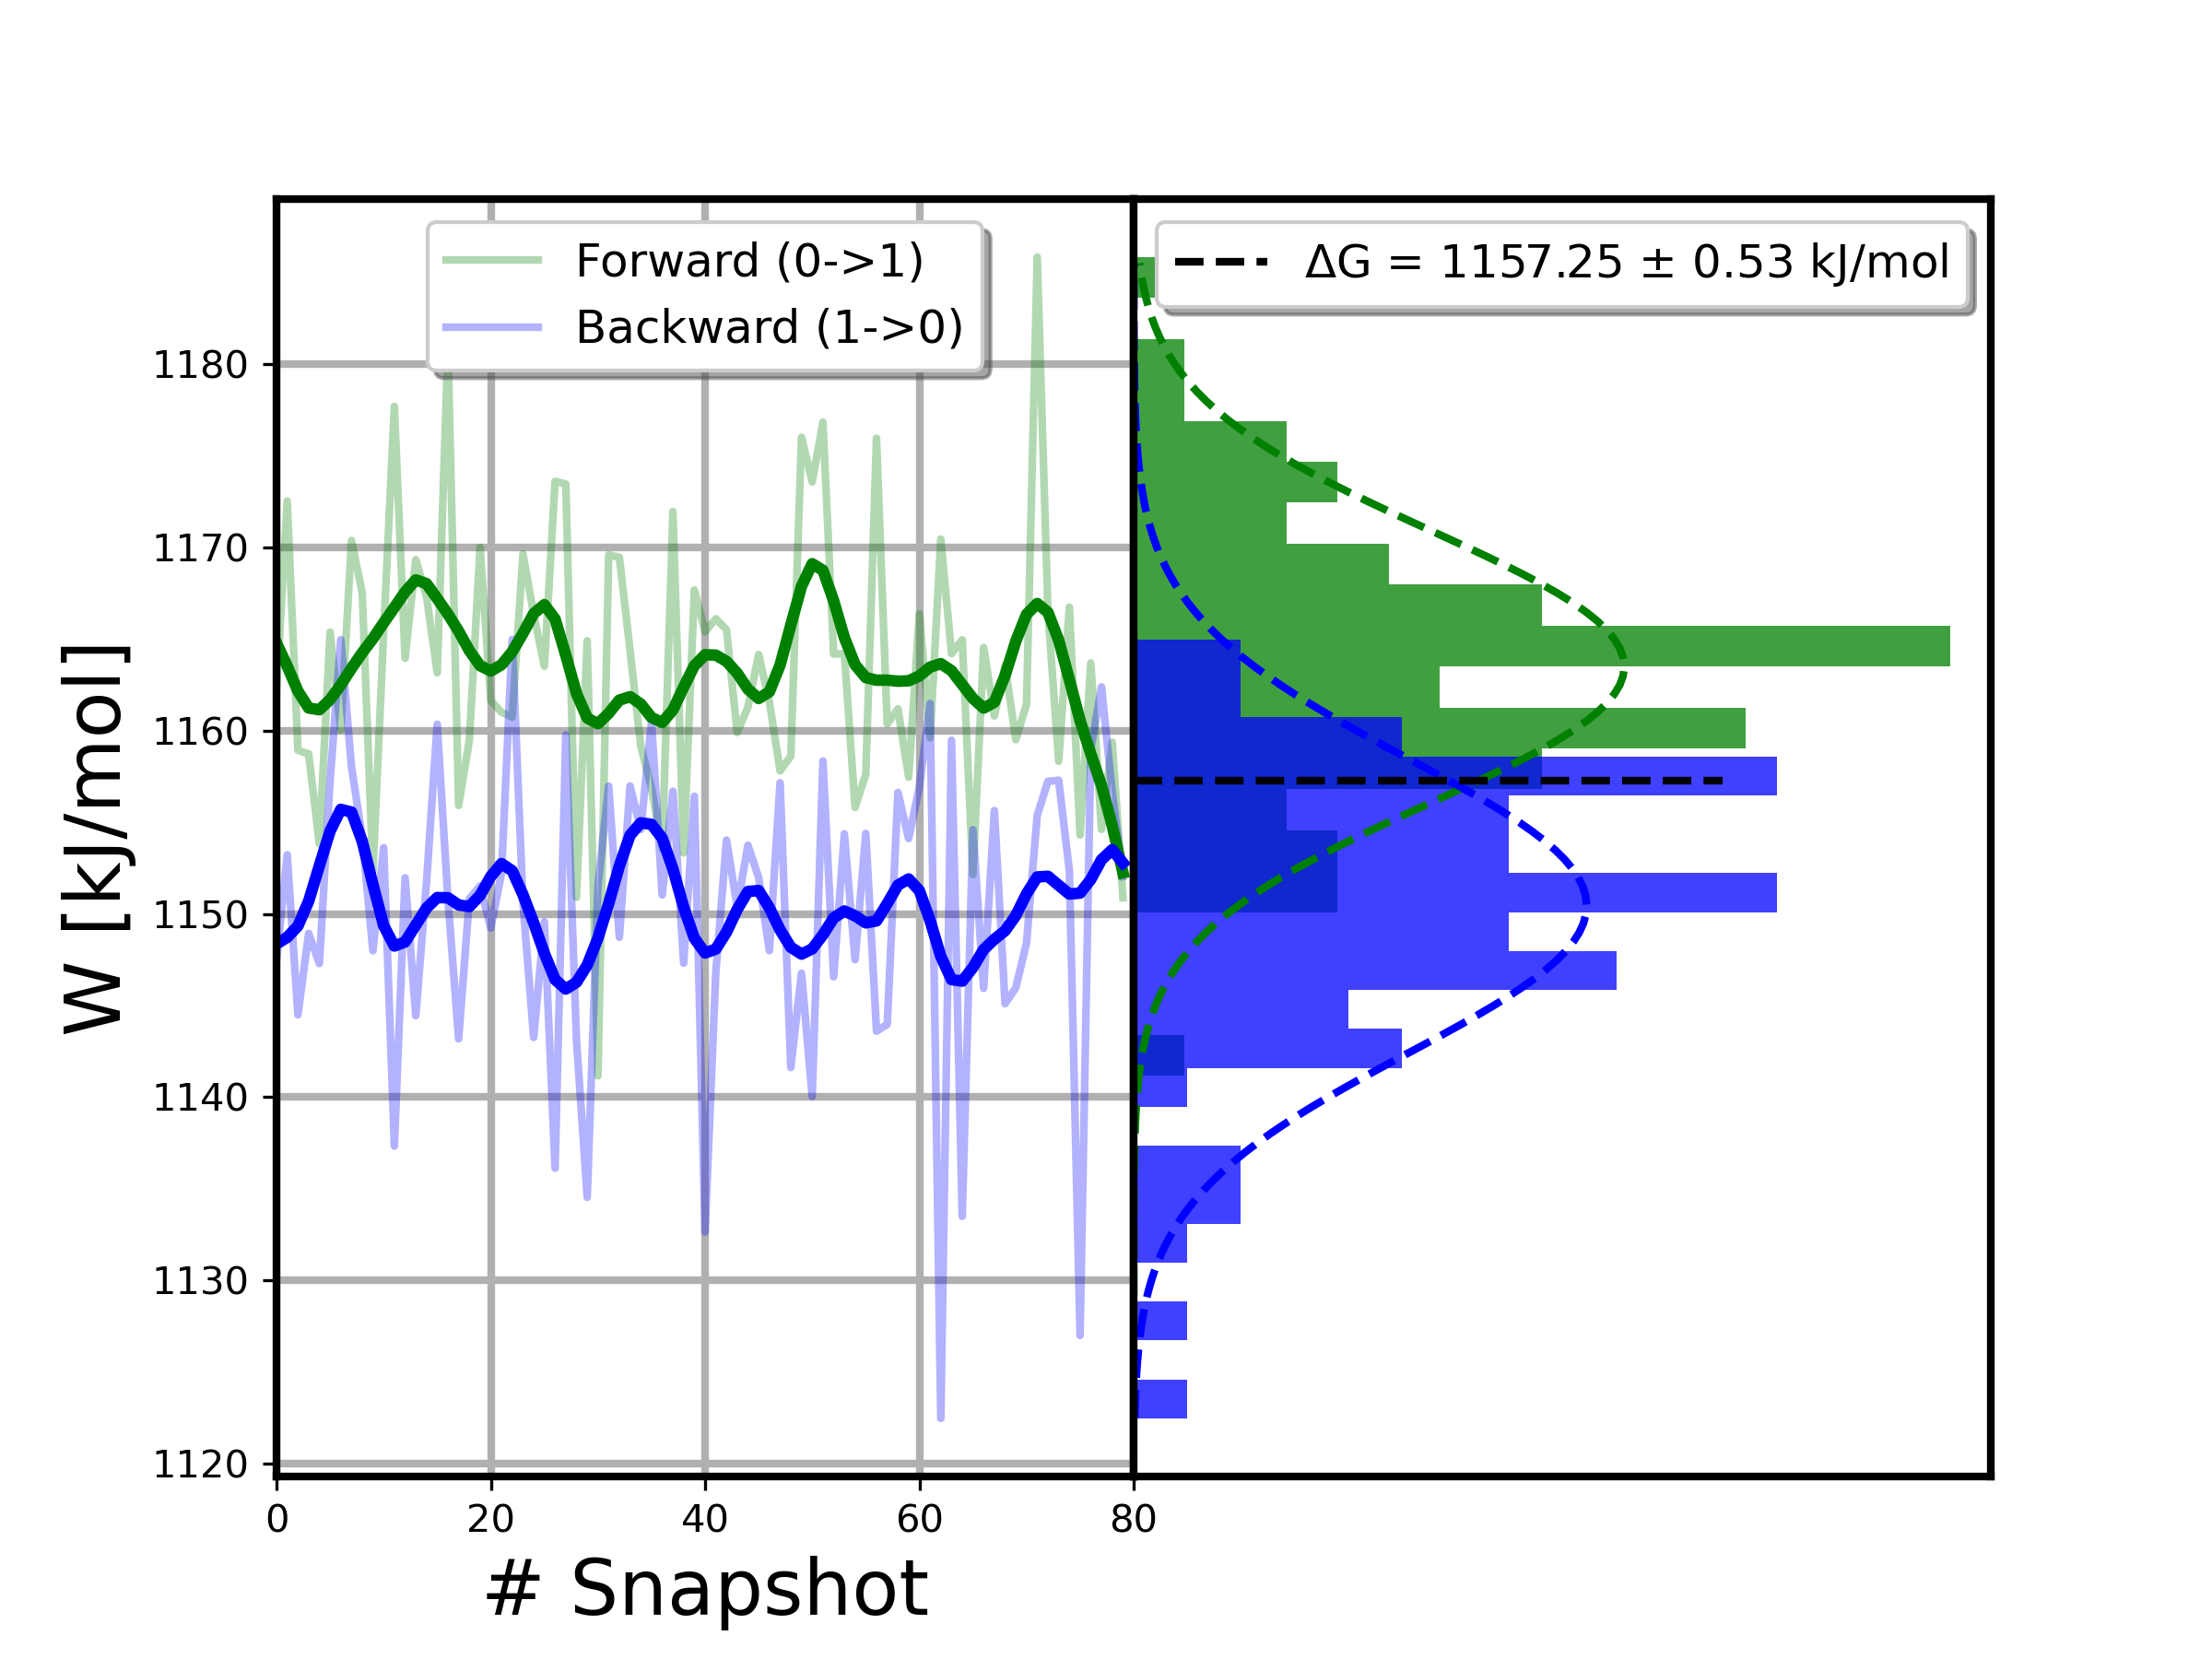 Forward (0->1)
Backward (1->0)
ΔG = 1157.25 ± 0.53 kJ/mol
W [kJ/mol]
1180
1170
1160
1150
1140
1130
1120
0 20 40 60 80
# Snapshot